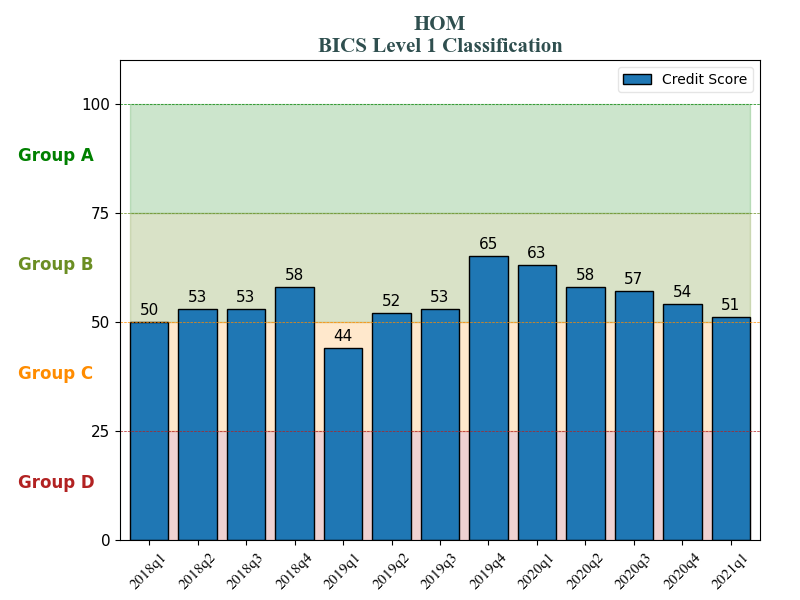 HOM
BICS Level 1 Classification
Credit Score
100
Group A
75
Group B
50
Group C
25
Group D
0
50
53
53
58
44
52
53
65
63
58
57
54
51
2018q1
2018q2
2018q3
2018q4
2019q1
2019q2
2019q3
2019q4
2020q1
2020q2
2020q3
2020q4
2021q1